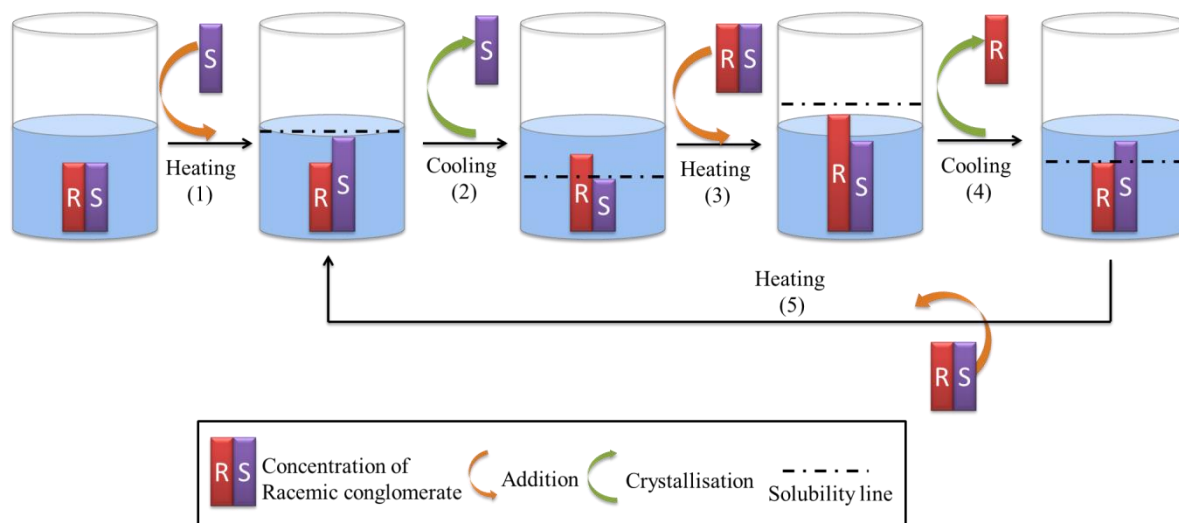 S
S
R S
R
R S
R S
R S
R S
R S
Heating
(1)
Cooling
(2)
Heating
(3)
Cooling
(4)
Heating
(5)
R S
R S
Concentration of
Racemic conglomerate
Addition
Crystallisation
Solubility line